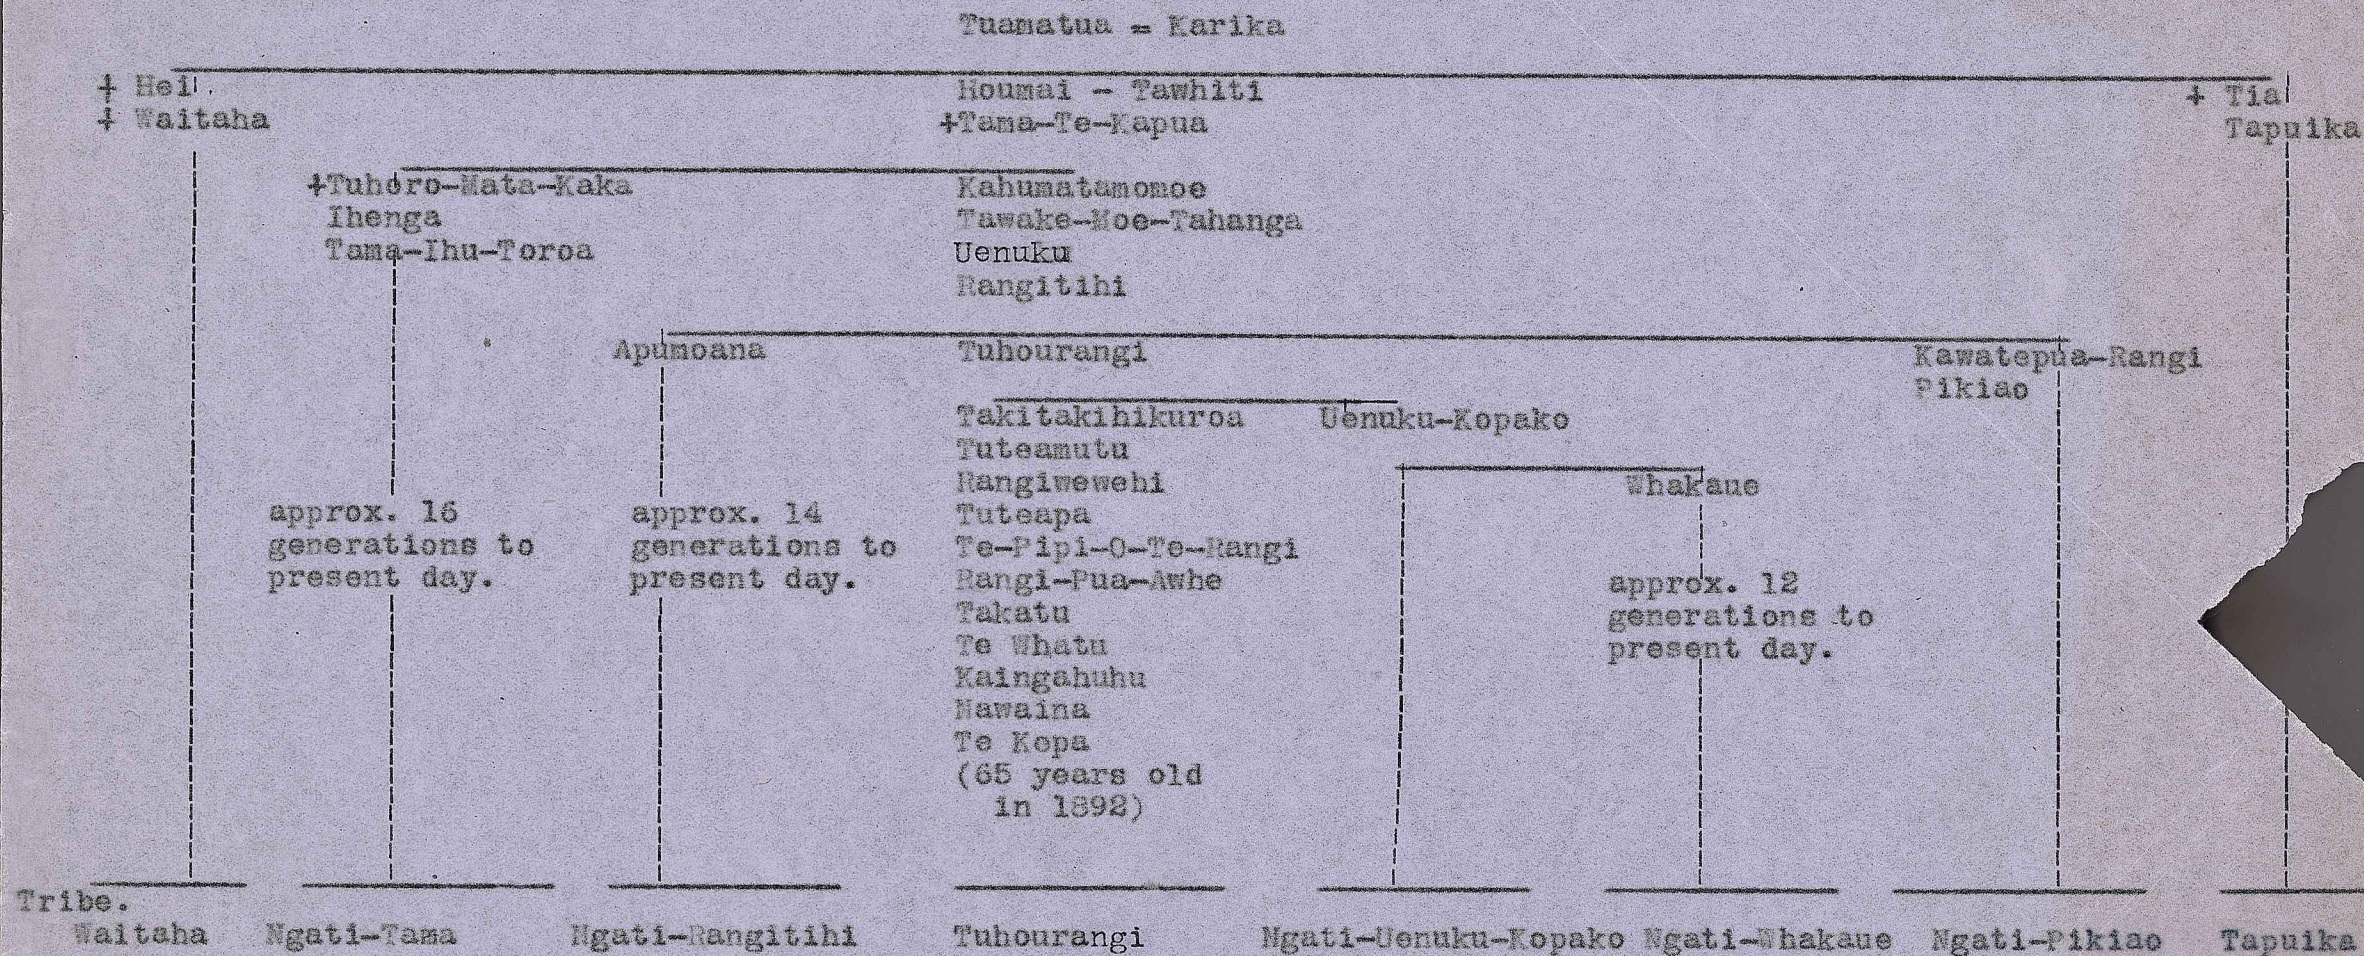 Tuamatua = Karika
‡ Hei
‡ Waitaha
Houmai - Tawhiti
‡Tama-Te-Kapua
‡ Tia
Tapuika
‡Tuhoro-Mata-Kaka
Ihenga
Tama-Ihu-Toroa
Kahumatamomoe
Tawake-Moe-Tahanga
Uenuku
Rangitihi
Apumoana
Tuhourangi
Kawatepua-Rangi
Pikiao
Takitakihikuroa
Tuteamutu
Rangiwewehi
Tuteapa
Te-Pipi-O-Te-Rangi
Rangi-Pua-Awhe
Takatu
Te Whatu
Kaingahuhu
Nawaina
Te Kopa
(65 years old
in 1892)
Uenuku-Kopako
Whakaue
approx. 16
generations to
present day.
approx. 14
generations to
present day.
approx. 12
generations to
present day.
Tribe.
Waitaha
Ngati-Tama
Ngati-Rangitihi
Tuhourangi
Ngati-Uenuku-Kopako
Ngati-Whakaue
Ngati-Pikiao
Tapuika